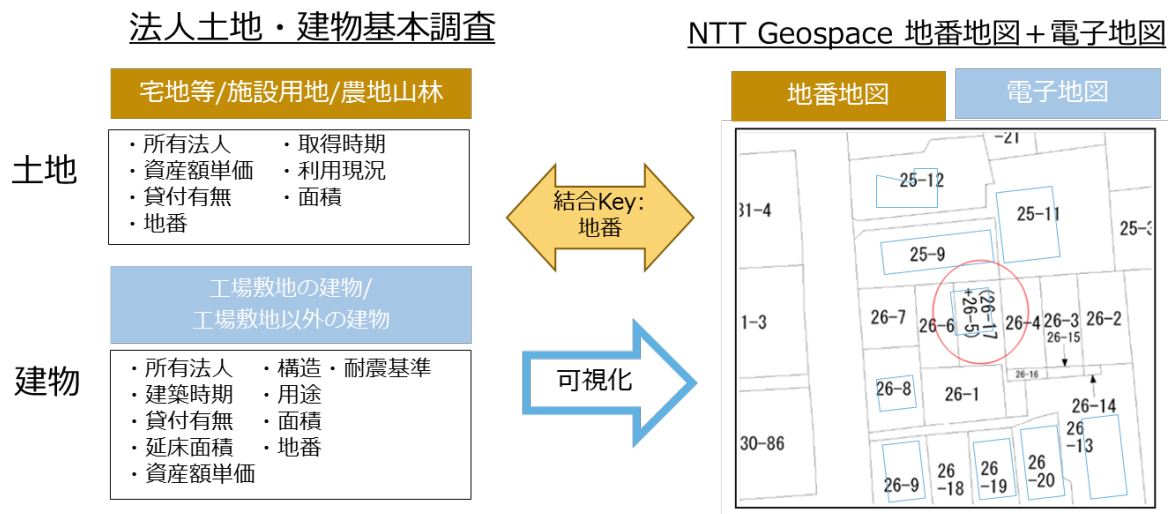 法人土地・建物基本調査
NTT Geospace 地番地図＋電子地図
宅地等/施設用地/農地山林
土地
・所有法人 ・取得時期
・資産額単価 ・利用現況
・貸付有無 ・面積
・地番
工場敷地の建物/
工場敷地以外の建物
建物
・所有法人 ・構造・耐震基準
・建築時期 ・用途
・貸付有無 ・面積
・延床面積 ・地番
・資産額単価
結合Key:
地番
可視化
地番地図
電子地図
-21
25-12
31-4
25-11
25-3
25-9
1-3
26-7
26-6
(26-17
+26-5)
26-4
26-3
26-2
26-15
26-16
26-8
26-1
26-14
26
-13
30-86
26-9
26
-18
26
-19
26
-20